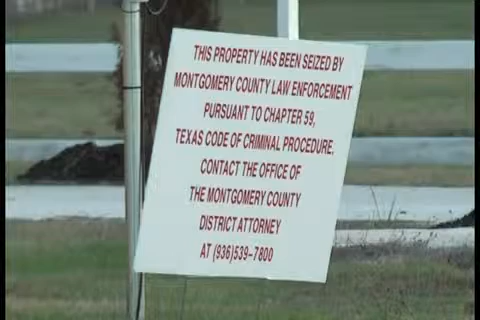 THIS PROPERTY HAS BEEN SEIZED BY
MONTGOMERY COUNTY LAW ENFORCEMENT
PURSUANT TO CHAPTER 59,
TEXAS CODE OF CRIMINAL PROCEDURE.
CONTACT THE OFFICE OF
THE MONTGOMERY COUNTY
DISTRICT ATTORNEY
AT (936)539-7800